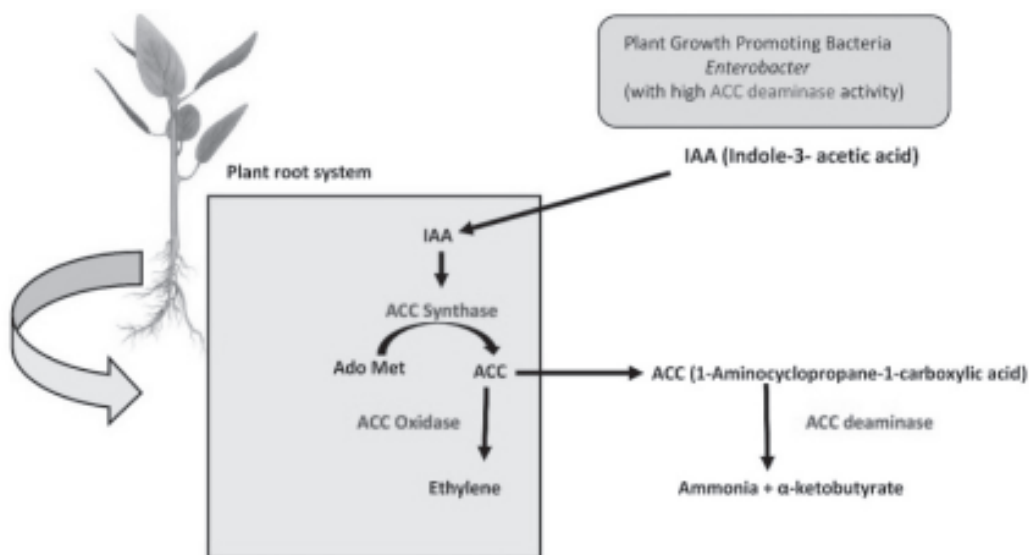 Plant Growth Promoting Bacteria
Enterobacter
(with high ACC deaminase activity)
IAA (Indole-3- acetic acid)
Plant root system
IAA
ACC Synthase
Ado Met
ACC
ACC (1-Aminocyclopropane-1-carboxylic acid)
ACC Oxidase
ACC deaminase
Ethylene
Ammonia + α-ketobutyrate